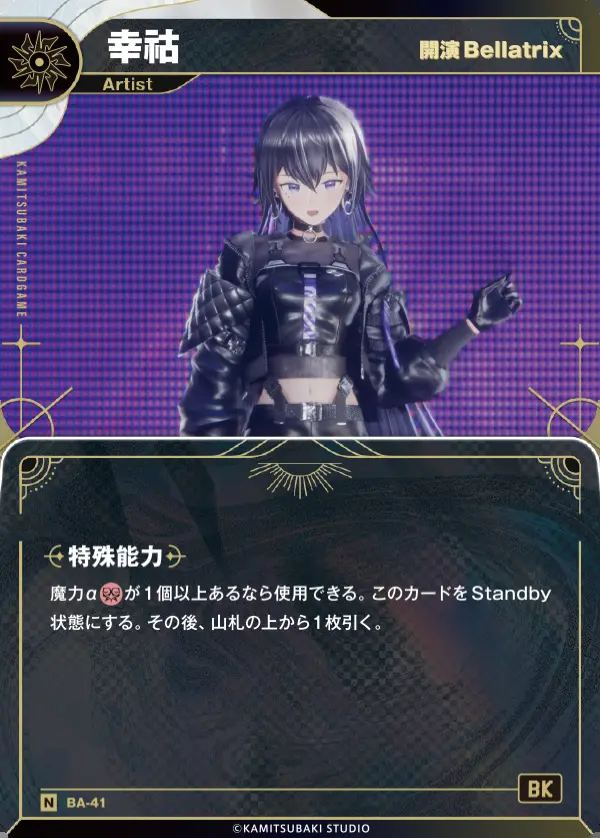 幸祜
開演 Bellatrix
Artist
KAMITSUBAKI CARDGAME
特殊能力
魔力αが1個以上あるなら使用できる。このカードをStandby
状態にする。その後、山札の上から1枚引く。
BK
N BA-41
©KAMITSUBAKI STUDIO